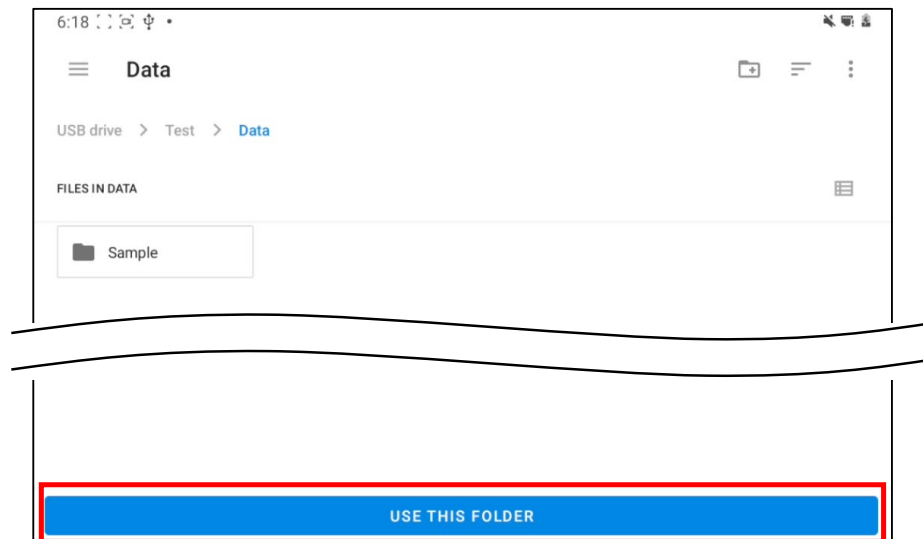 6:18
Data
USB drive > Test > Data
FILES IN DATA
Sample
USE THIS FOLDER